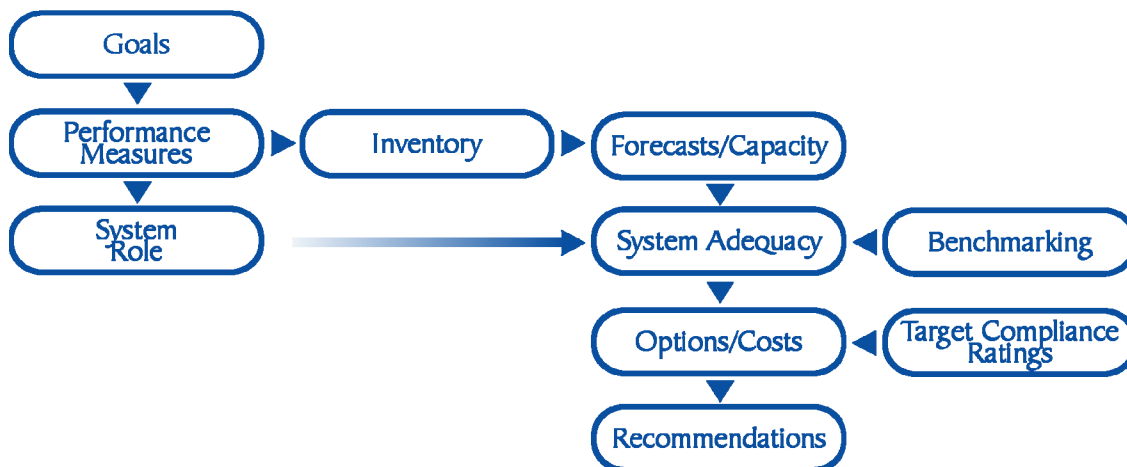 Goals
Performance
Measures
Inventory
Forecasts/Capacity
System
Role
System Adequacy
Benchmarking
Options/Costs
Target Compliance
Ratings
Recommendations